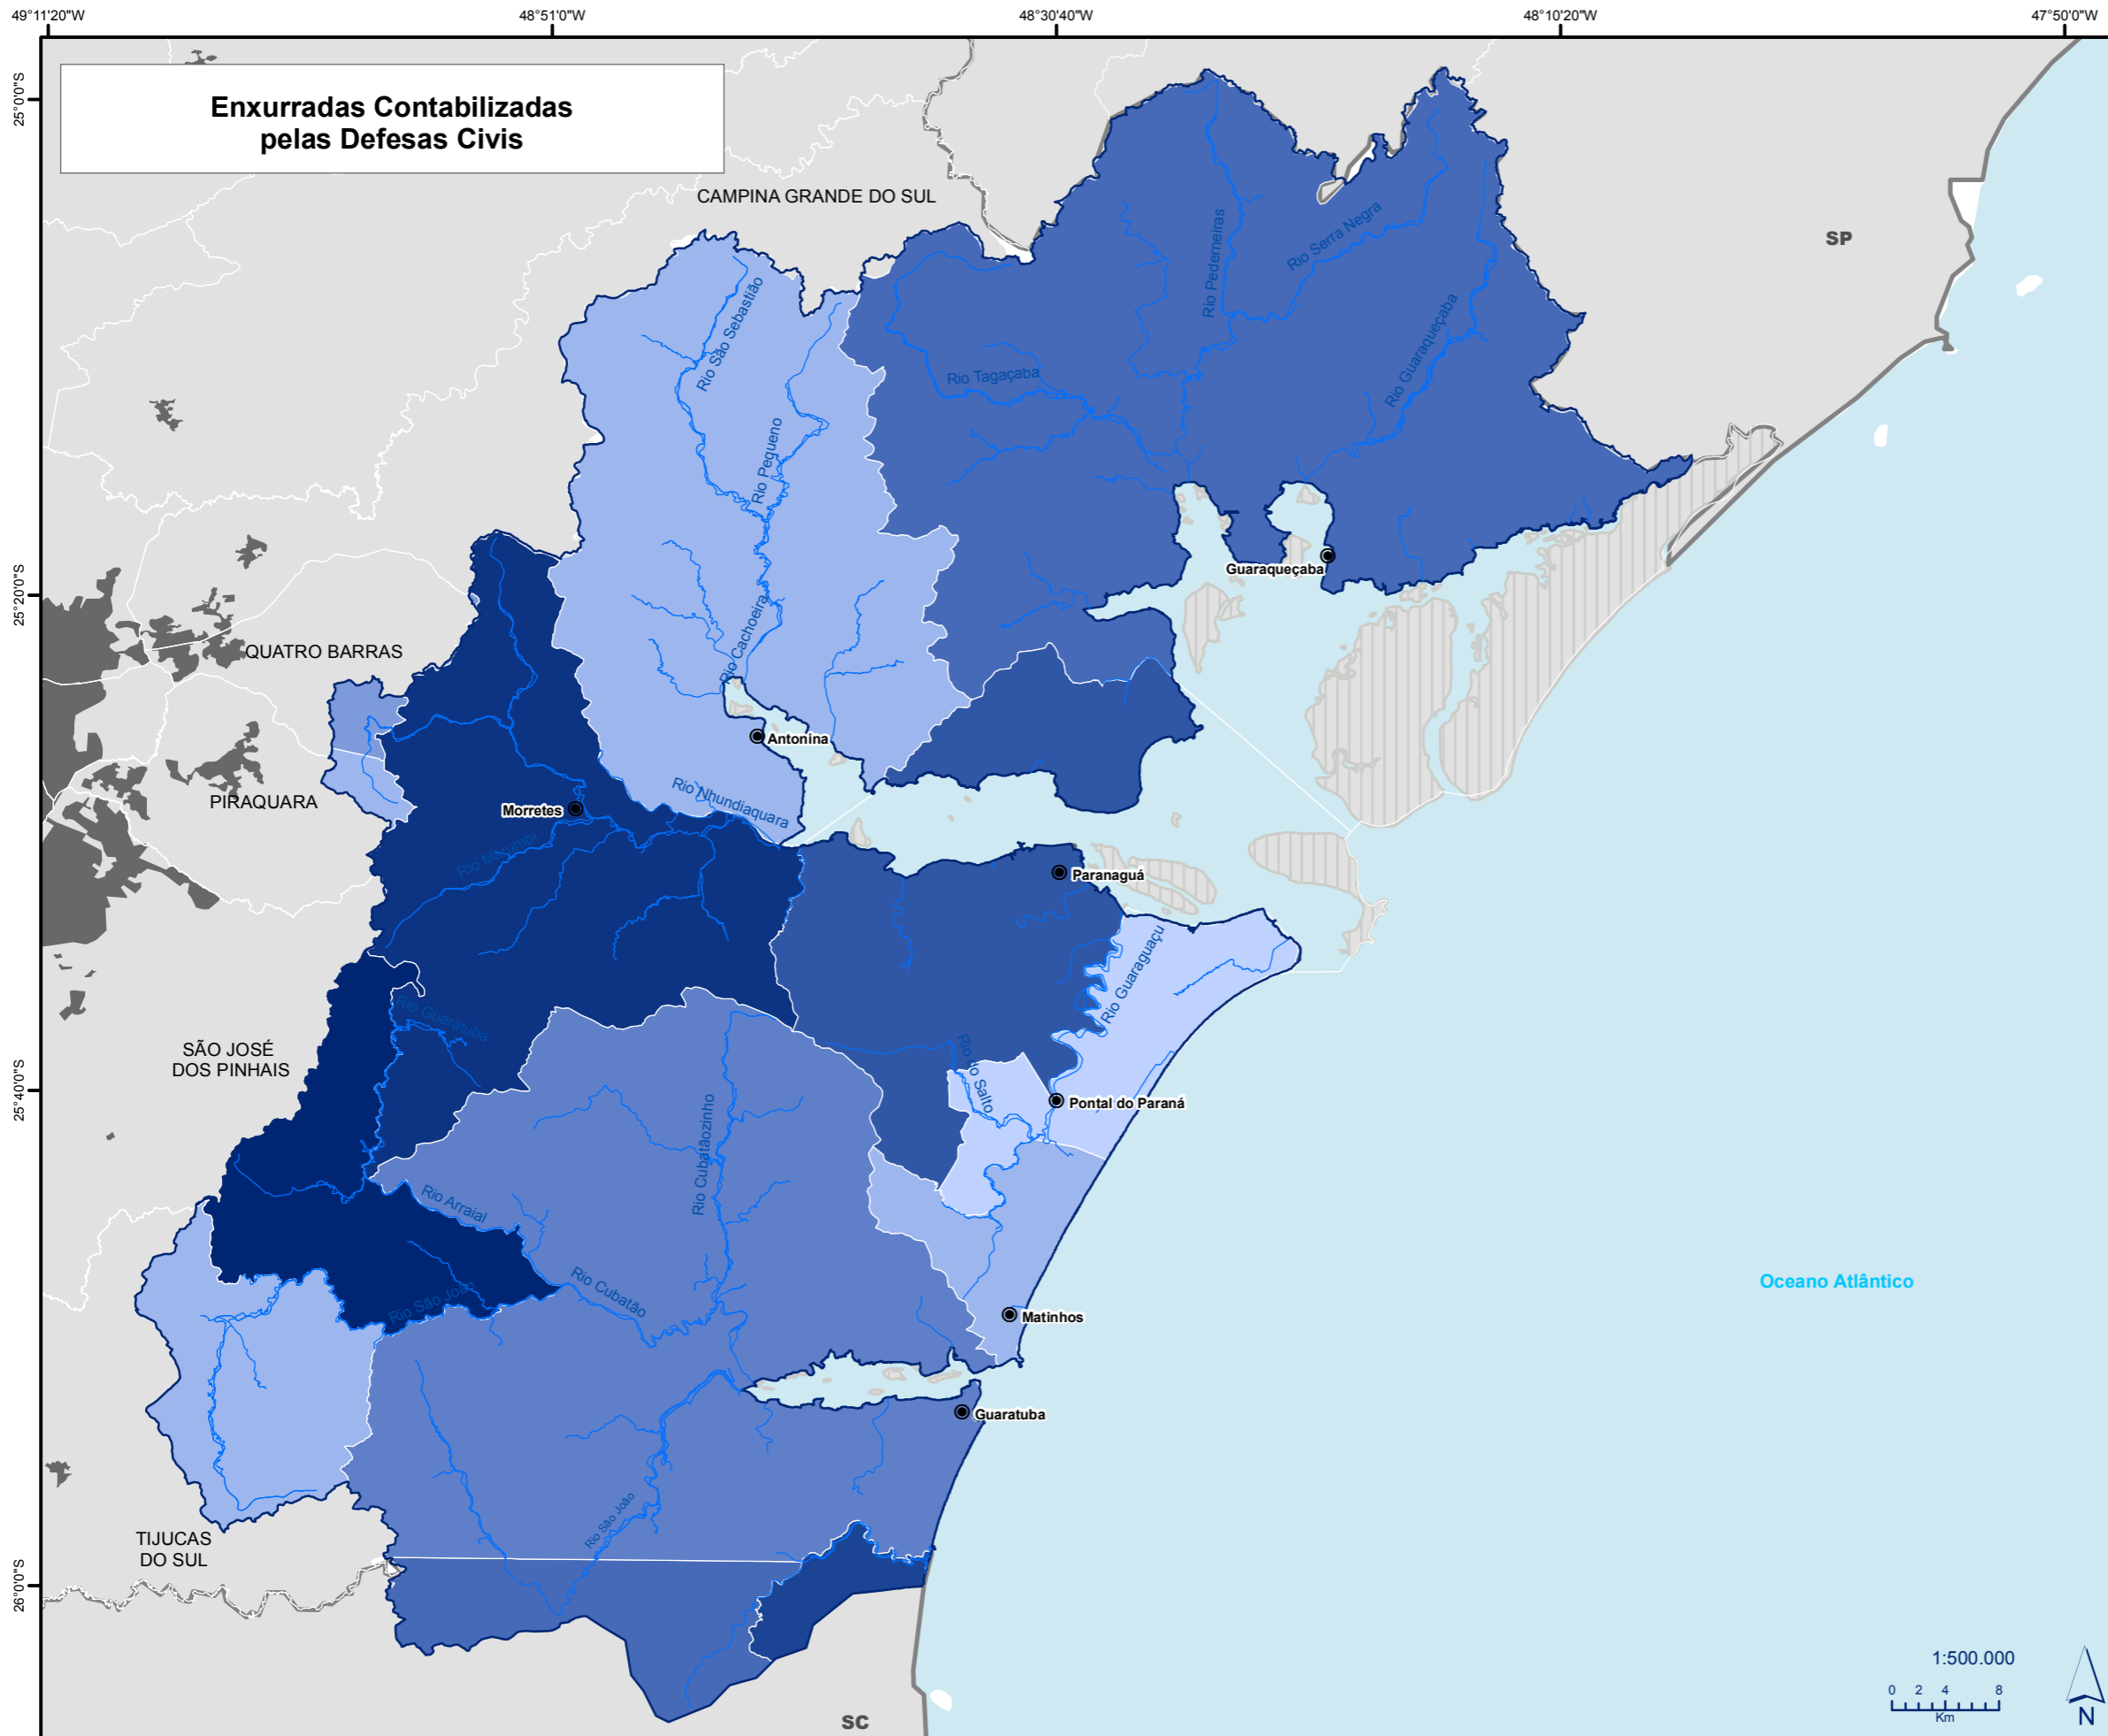 49°11'20"W
48°51'0"W
48°30'40"W
48°10'20"W
47°50'0"W
25°0'0"S
25°20'0"S
25°40'0"S
26°0'0"S
Enxurradas Contabilizadas
pelas Defesas Civis
CAMPINA GRANDE DO SUL
SP
Rio Pederneiras
Rio Serra Negra
Rio São Sebastião
Rio Guaraqueçaba
Rio Tagaçaba
Rio Pequeno
Guaraqueçaba
Rio Cachoeira
QUATRO BARRAS
Antonina
PIRAQUARA
Rio Nhundiaquara
Morretes
Rio Marumbi
Paranaguá
Rio Guaraguaçu
Rio Guaratuba
SÃO JOSÉ
DOS PINHAIS
Rio do Salto
Pontal do Paraná
Rio Cubatãozinho
Rio Arraial
Rio Cubatão
Rio São João
Oceano Atlântico
Matinhos
Guaratuba
Rio São João
TIJUCAS
DO SUL
SC
1:500.000
0 2 4 8
Km
N